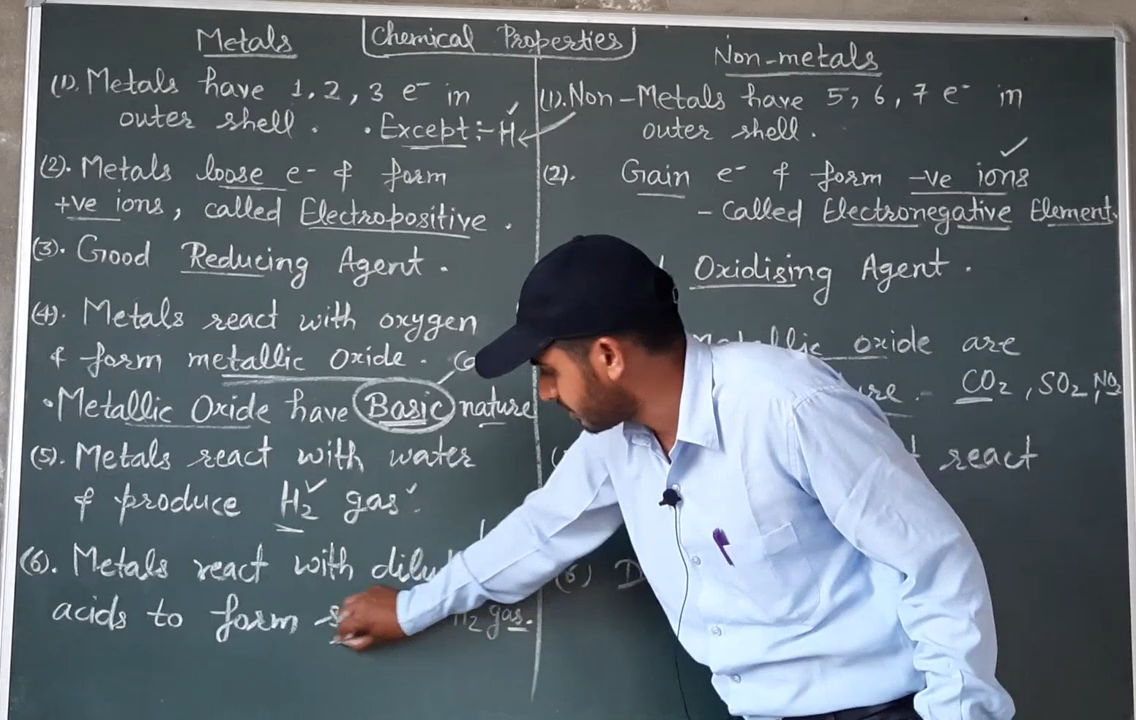 Chemical Properties
Metals
(1). Metals have 1, 2, 3 e⁻ in
outer shell. • Except :- H
(2). Metals loose e⁻ & form
+ve ions, called Electropositive.
(3). Good Reducing Agent.
(4). Metals react with oxygen
& form metallic oxide.
• Metallic Oxide have Basic nature
(5). Metals react with water
& produce H₂ gas.
(6). Metals react with
acids to form H₂ gas.
Non-metals
(1). Non-Metals have 5, 6, 7 e⁻ in
outer shell.
(2). Gain e⁻ & form -ve ions
- Called Electronegative Element.
Oxidising Agent.
oxide are
CO₂, SO₂, NO₂
react
(6)